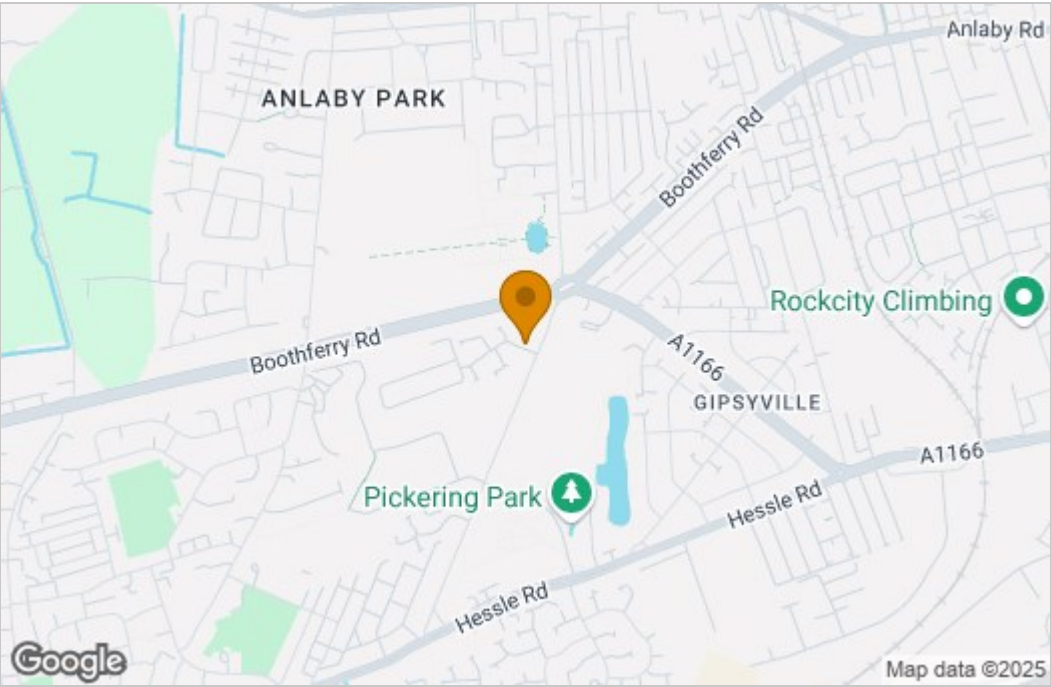 Anlaby Rd
ANLABY PARK
Boothferry Rd
Rockcity Climbing
Boothferry Rd
A1166
GIPSYVILLE
A1166
Pickering Park
Hessle Rd
Hessle Rd
Google
Map data ©2025